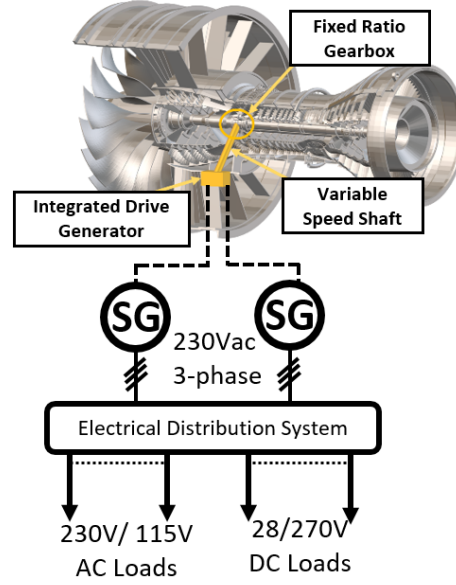 Fixed Ratio
Gearbox
Integrated Drive
Generator
Variable
Speed Shaft
SG
SG
230Vac
3-phase
Electrical Distribution System
230V/ 115V
AC Loads
28/270V
DC Loads